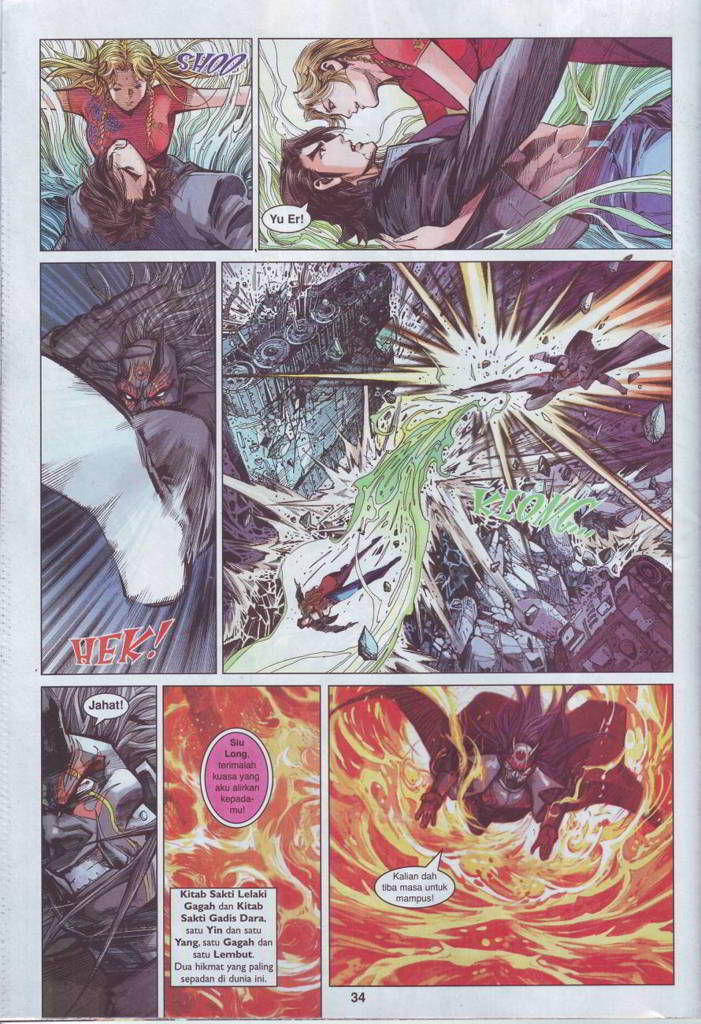 SHOO
Yu Er!
HEK!
KLONG...
Jahat!
Siu
Long,
terimalah
kuasa yang
aku alirkan
kepada-
mu!
Kitab Sakti Lelaki
Gagah dan Kitab
Sakti Gadis Dara,
satu Yin dan satu
Yang, satu Gagah dan
satu Lembut.
Dua hikmat yang paling
sepadan di dunia ini.
Kalian dah
tiba masa untuk
mampus!
34